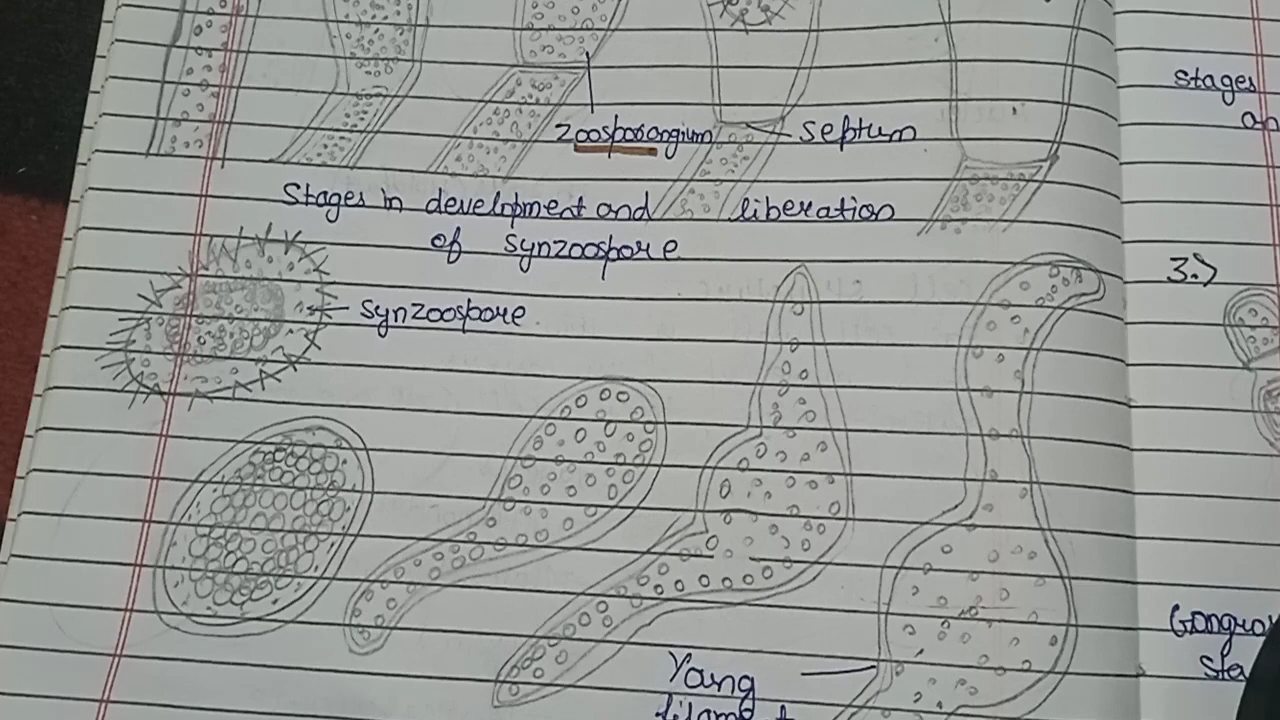 Zoosporangium
Septum
Stages in development and liberation
of synzoospore
Synzoospore
Yang
Stages
3.)